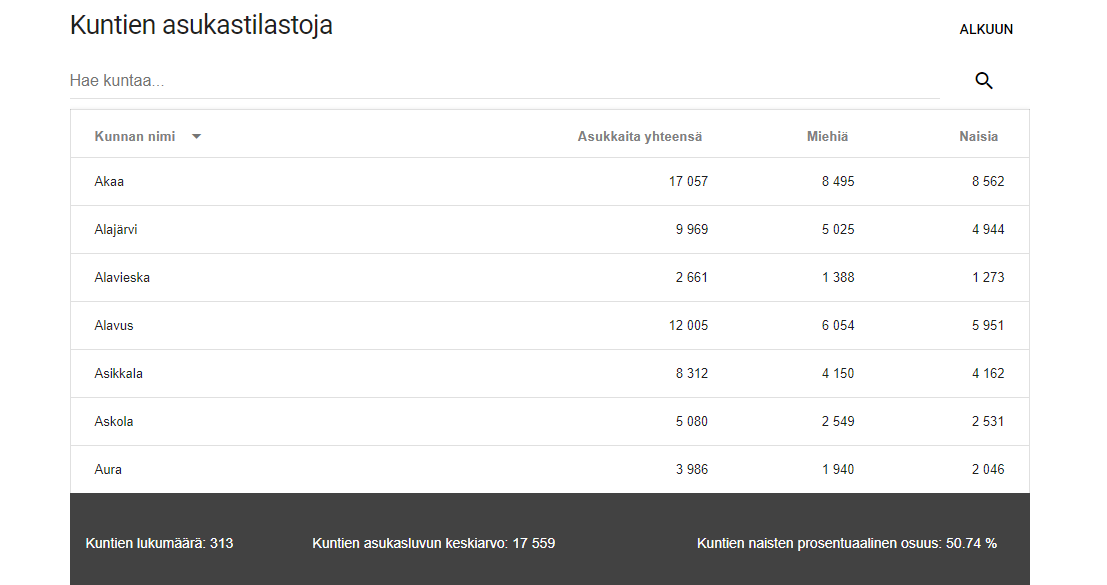 Kuntien asukastilastoja ALKUUN
Hae kuntaa...
Kunnan nimi Asukkaita yhteensä Miehiä Naisia
Akaa 17 057 8 495 8 562
Alajärvi 9 969 5 025 4 944
Alavieska 2 661 1 388 1 273
Alavus 12 005 6 054 5 951
Asikkala 8 312 4 150 4 162
Askola 5 080 2 549 2 531
Aura 3 986 1 940 2 046
Kuntien lukumäärä: 313 Kuntien asukasluvun keskiarvo: 17 559 Kuntien naisten prosentuaalinen osuus: 50.74 %